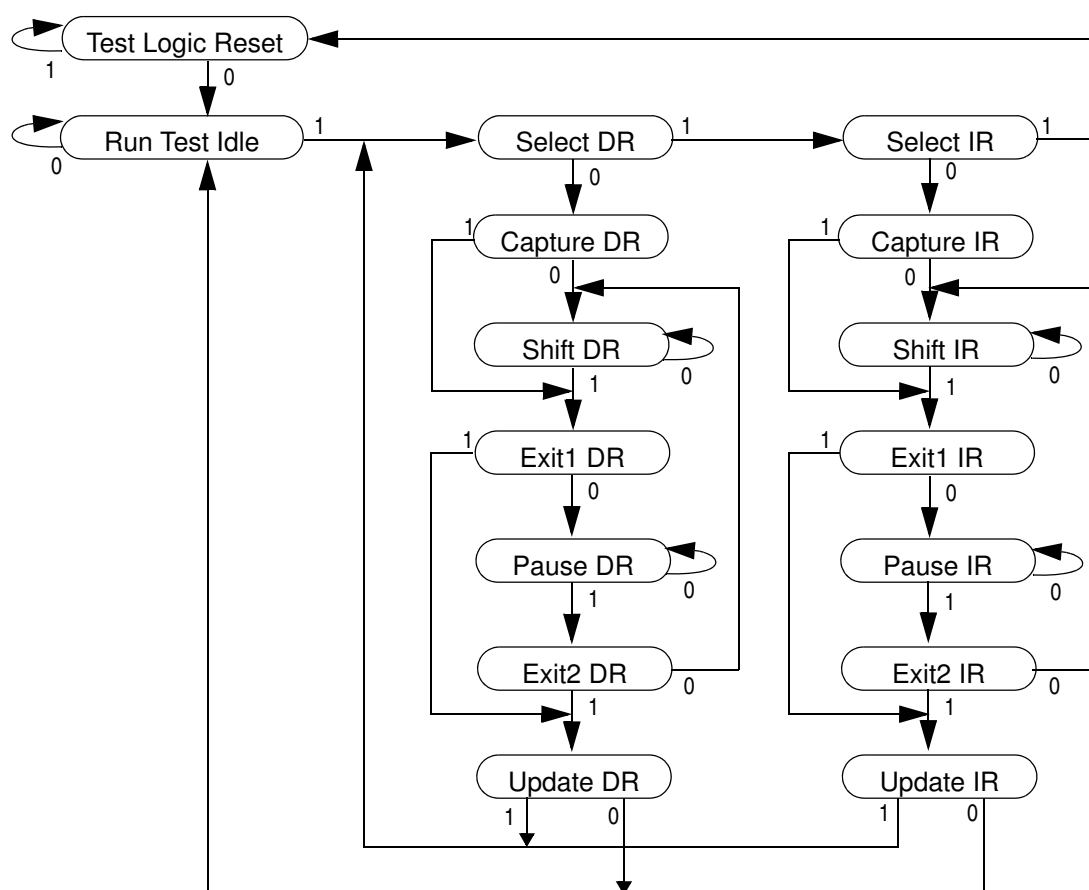 Test Logic Reset
1
0
Run Test Idle
0
1
Select DR
1
0
Select IR
1
0
Capture DR
1
0
Capture IR
1
0
Shift DR
0
1
Shift IR
0
1
Exit1 DR
1
0
Exit1 IR
1
0
Pause DR
0
1
Pause IR
0
1
Exit2 DR
0
1
Exit2 IR
0
1
Update DR
1
0
Update IR
1
0